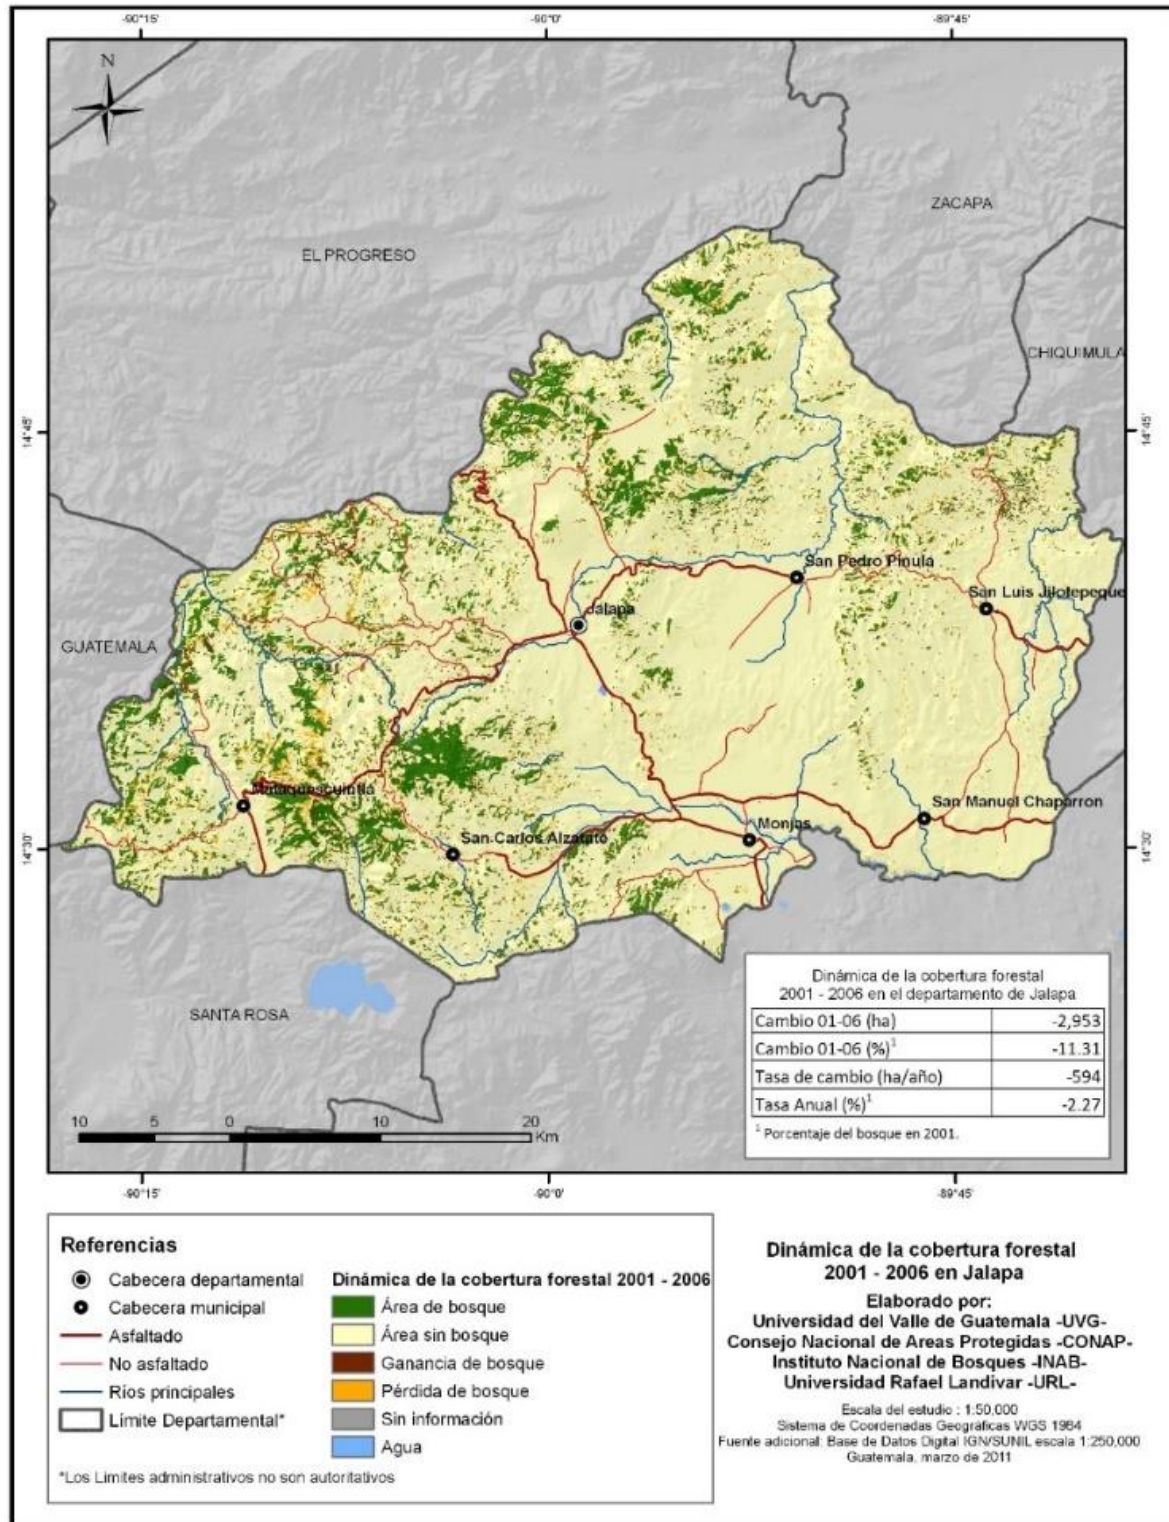 -90°15'
-90°0'
-89°45'
N
ZACAPA
EL PROGRESO
CHIQUIMULA
14°45'
14°45'
San Pedro Pinula
San Luis Jilotepeque
Jalapa
GUATEMALA
Mataquescuintla
San Manuel Chaparron
Monjas
San Carlos Alzatate
14°30'
14°30'
SANTA ROSA
Dinámica de la cobertura forestal
2001 - 2006 en el departamento de Jalapa
Cambio 01-06 (ha) -2,953
Cambio 01-06 (%)¹ -11.31
Tasa de cambio (ha/año) -594
Tasa Anual (%)¹ -2.27
¹ Porcentaje del bosque en 2001.
10 5 0 10 20
Km
-90°15'
-90°0'
-89°45'
Referencias
Cabecera departamental
Cabecera municipal
Asfaltado
No asfaltado
Ríos principales
Límite Departamental*
*Los Limites administrativos no son autoritativos
Dinámica de la cobertura forestal 2001 - 2006
Área de bosque
Área sin bosque
Ganancia de bosque
Pérdida de bosque
Sin información
Agua
Dinámica de la cobertura forestal
2001 - 2006 en Jalapa
Elaborado por:
Universidad del Valle de Guatemala -UVG-
Consejo Nacional de Areas Protegidas -CONAP-
Instituto Nacional de Bosques -INAB-
Universidad Rafael Landivar -URL-
Escala del estudio : 1:50,000
Sistema de Coordenadas Geográficas WGS 1984
Fuente adicional: Base de Datos Digital IGN/SUNIL escala 1:250,000
Guatemala, marzo de 2011